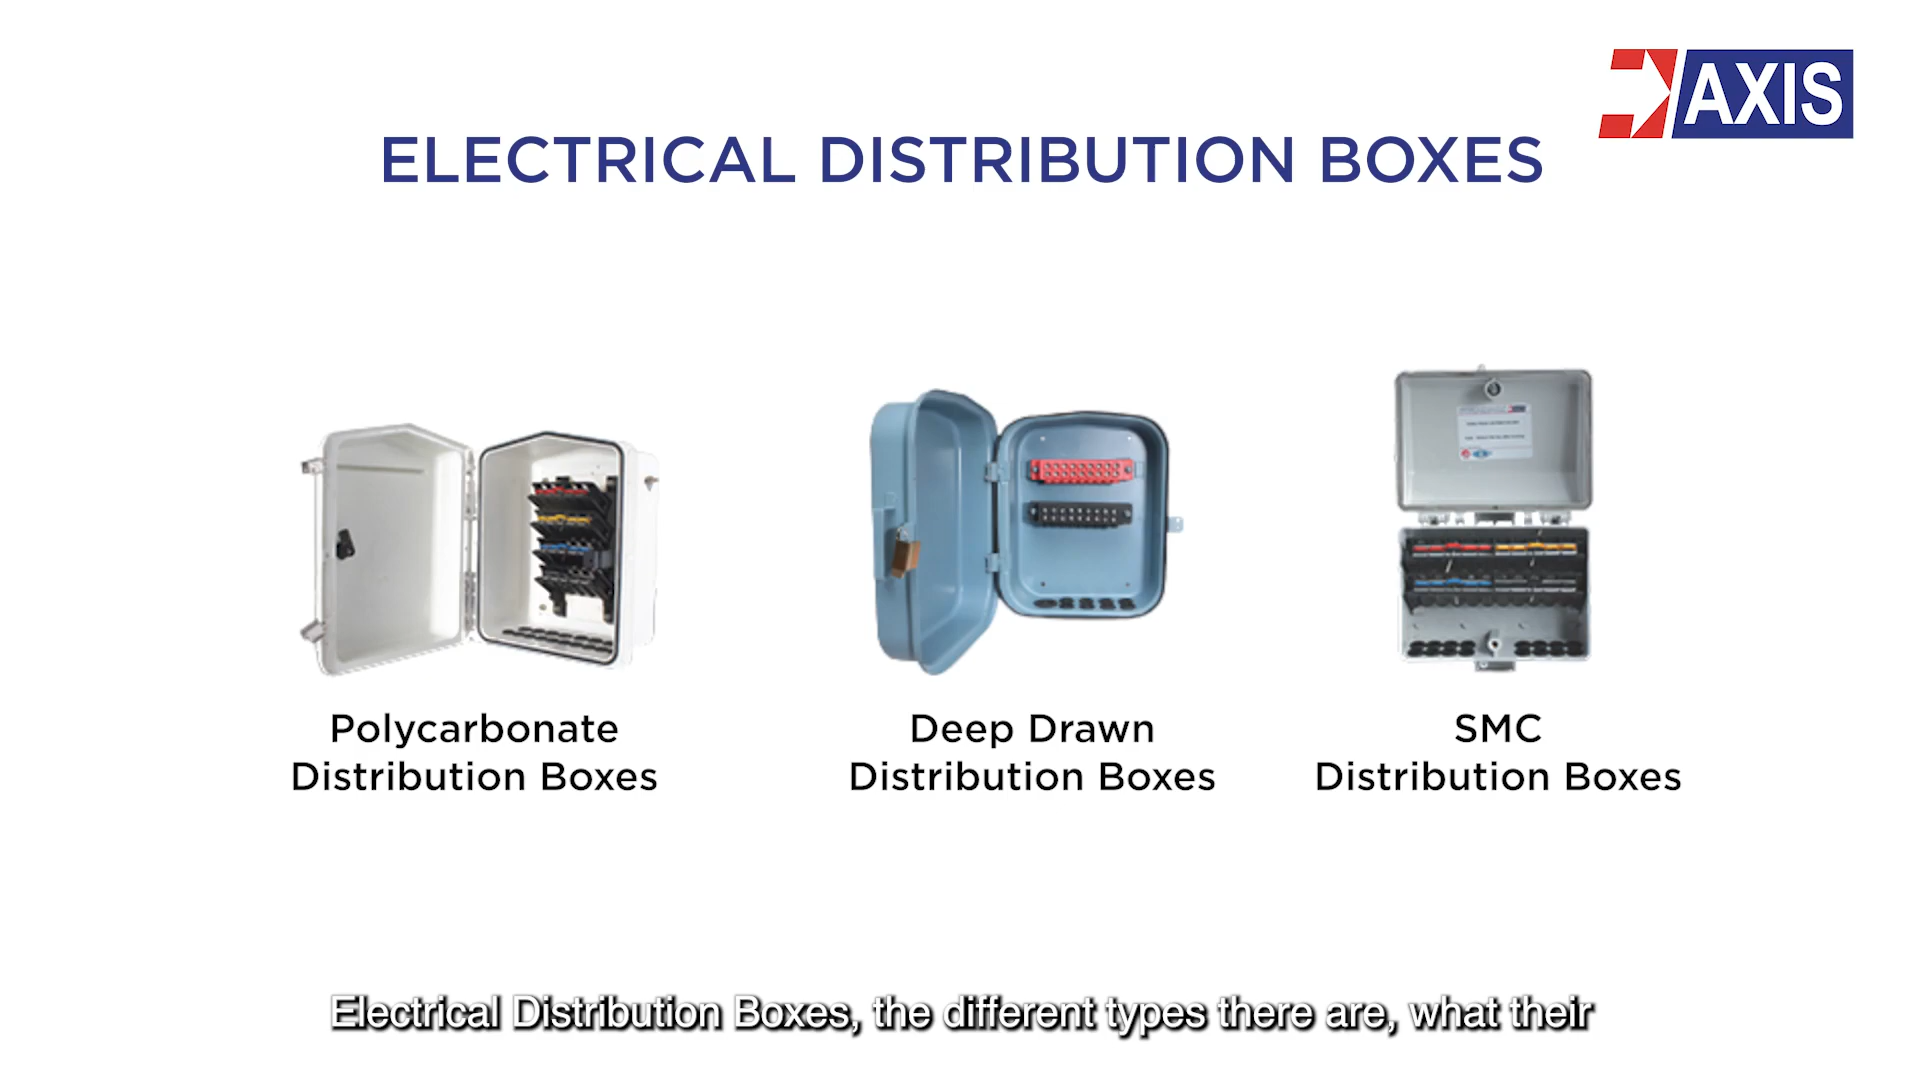 AXIS
ELECTRICAL DISTRIBUTION BOXES
Polycarbonate
Distribution Boxes
Deep Drawn
Distribution Boxes
SMC
Distribution Boxes
Electrical Distribution Boxes, the different types there are, what their